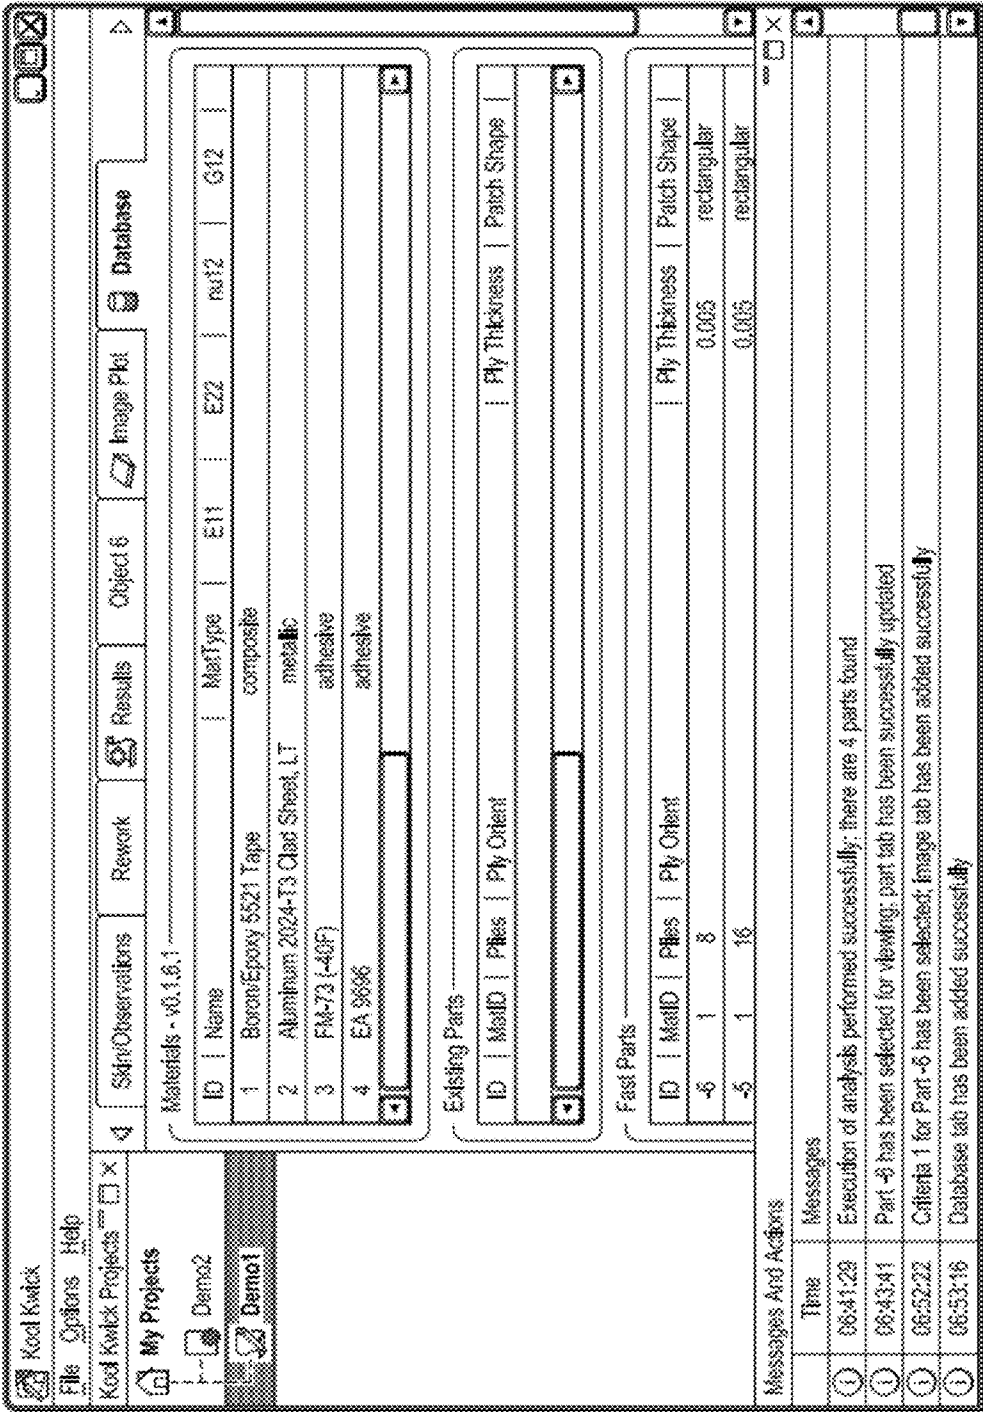 Kool Kwick
File Options Help
Kool Kwick Projects
My Projects
Demo2
Demo1
Skin/Observations Rework Results Object 6 Image Plot Database
Materials - v0.1.6.1
ID Name MatType E11 E22 nu12 G12
1 Boron/Epoxy 5521 Tape composite
2 Aluminum 2024-T3 Clad Sheet, LT metallic
3 FM-73 (-40F) adhesive
4 EA 9696 adhesive
Existing Parts
ID MatID Plies Ply Orient Ply Thickness Patch Shape
Fast Parts
ID MatID Plies Ply Orient Ply Thickness Patch Shape
-6 1 8 0.005 rectangular
-5 1 16 0.005 rectangular
Messages And Actions
Time Messages
06:41:29 Execution of analysis performed successfully; there are 4 parts found
06:43:41 Part -6 has been selected for viewing; part tab has been successfully updated
06:52:22 Criteria 1 for Part -6 has been selected; image tab has been added successfully
06:53:16 Database tab has been added successfully